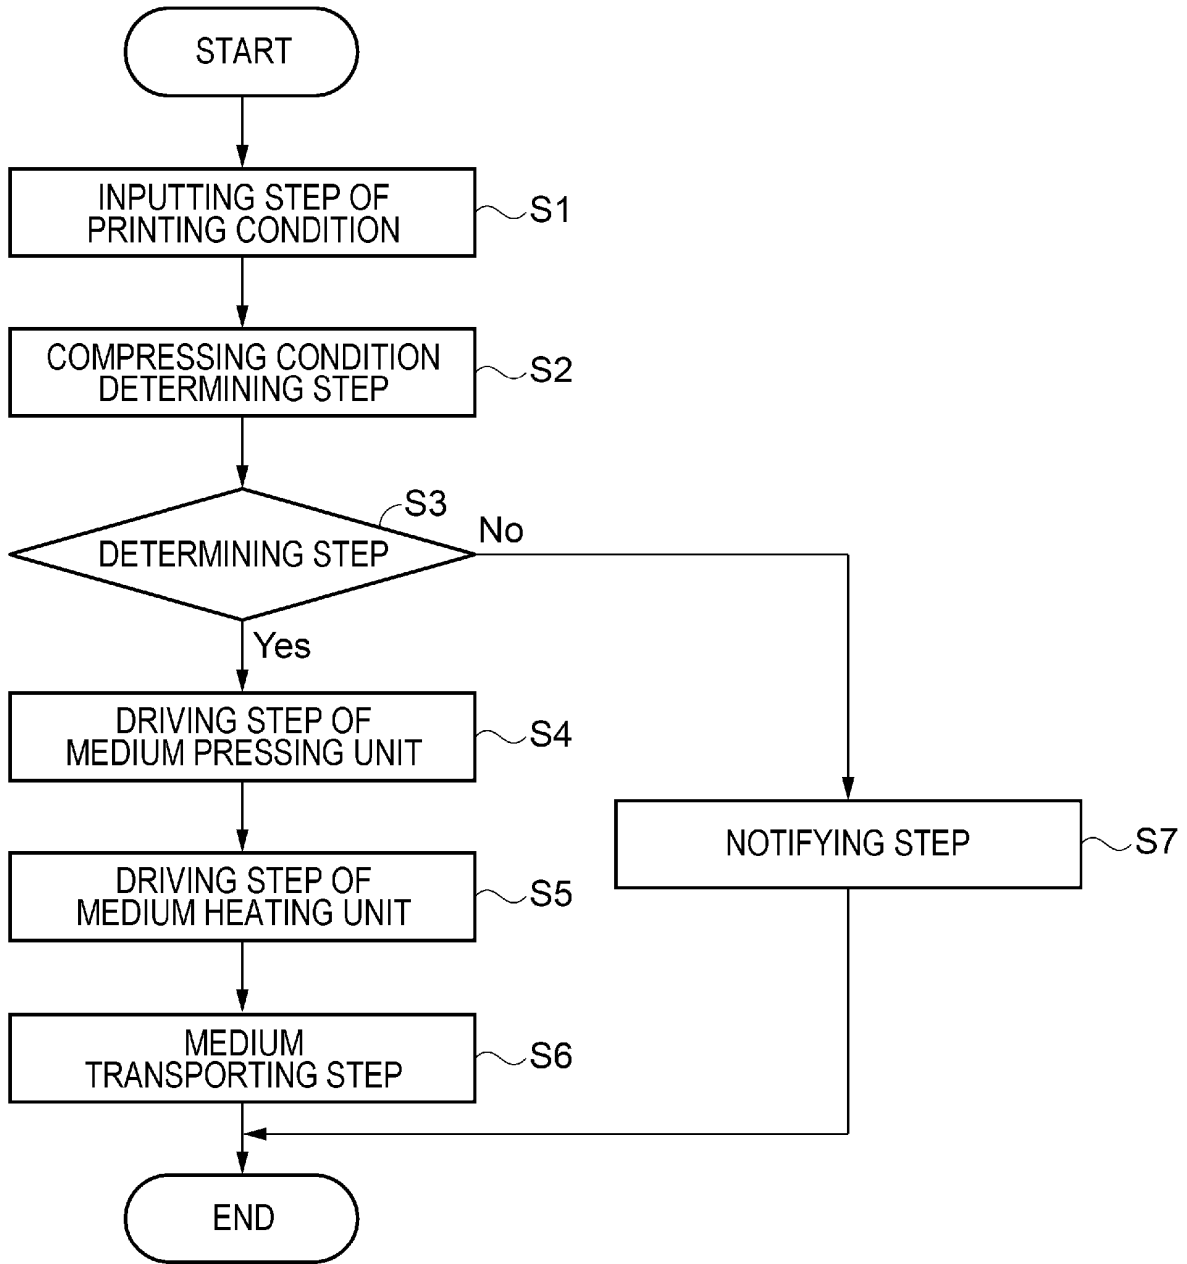 START
INPUTTING STEP OF
PRINTING CONDITION
S1
COMPRESSING CONDITION
DETERMINING STEP
S2
S3
DETERMINING STEP
No
Yes
DRIVING STEP OF
MEDIUM PRESSING UNIT
S4
NOTIFYING STEP
S7
DRIVING STEP OF
MEDIUM HEATING UNIT
S5
MEDIUM
TRANSPORTING STEP
S6
END